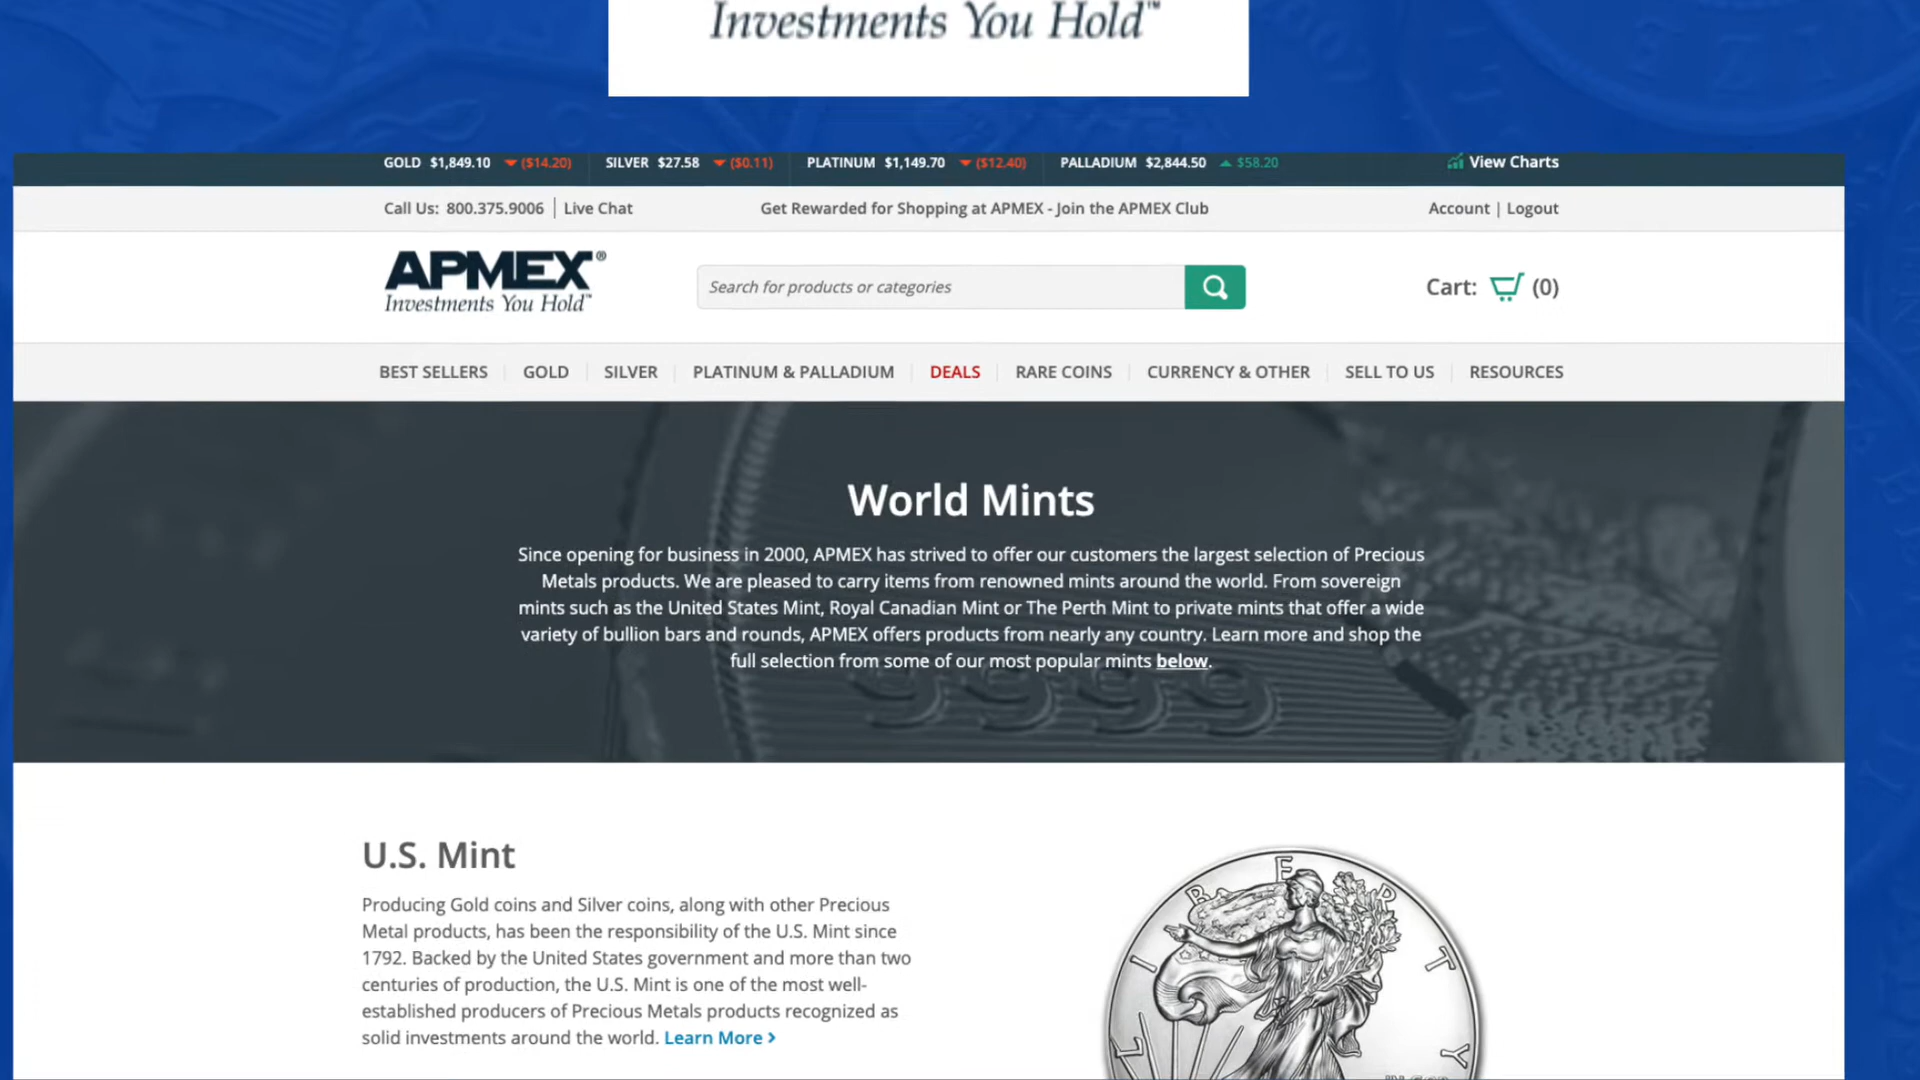 Investments You Hold™
GOLD $1,849.10 ($14.20) SILVER $27.58 ($0.11) PLATINUM $1,149.70 ($12.40) PALLADIUM $2,844.50 $58.20 View Charts
Call Us: 800.375.9006 | Live Chat Get Rewarded for Shopping at APMEX - Join the APMEX Club Account | Logout
APMEX®
Investments You Hold™
Search for products or categories
Cart: (0)
BEST SELLERS GOLD SILVER PLATINUM & PALLADIUM DEALS RARE COINS CURRENCY & OTHER SELL TO US RESOURCES
World Mints
Since opening for business in 2000, APMEX has strived to offer our customers the largest selection of Precious
Metals products. We are pleased to carry items from renowned mints around the world. From sovereign
mints such as the United States Mint, Royal Canadian Mint or The Perth Mint to private mints that offer a wide
variety of bullion bars and rounds, APMEX offers products from nearly any country. Learn more and shop the
full selection from some of our most popular mints below.
9999
U.S. Mint
Producing Gold coins and Silver coins, along with other Precious
Metal products, has been the responsibility of the U.S. Mint since
1792. Backed by the United States government and more than two
centuries of production, the U.S. Mint is one of the most well-
established producers of Precious Metals products recognized as
solid investments around the world. Learn More >
LIBERTY